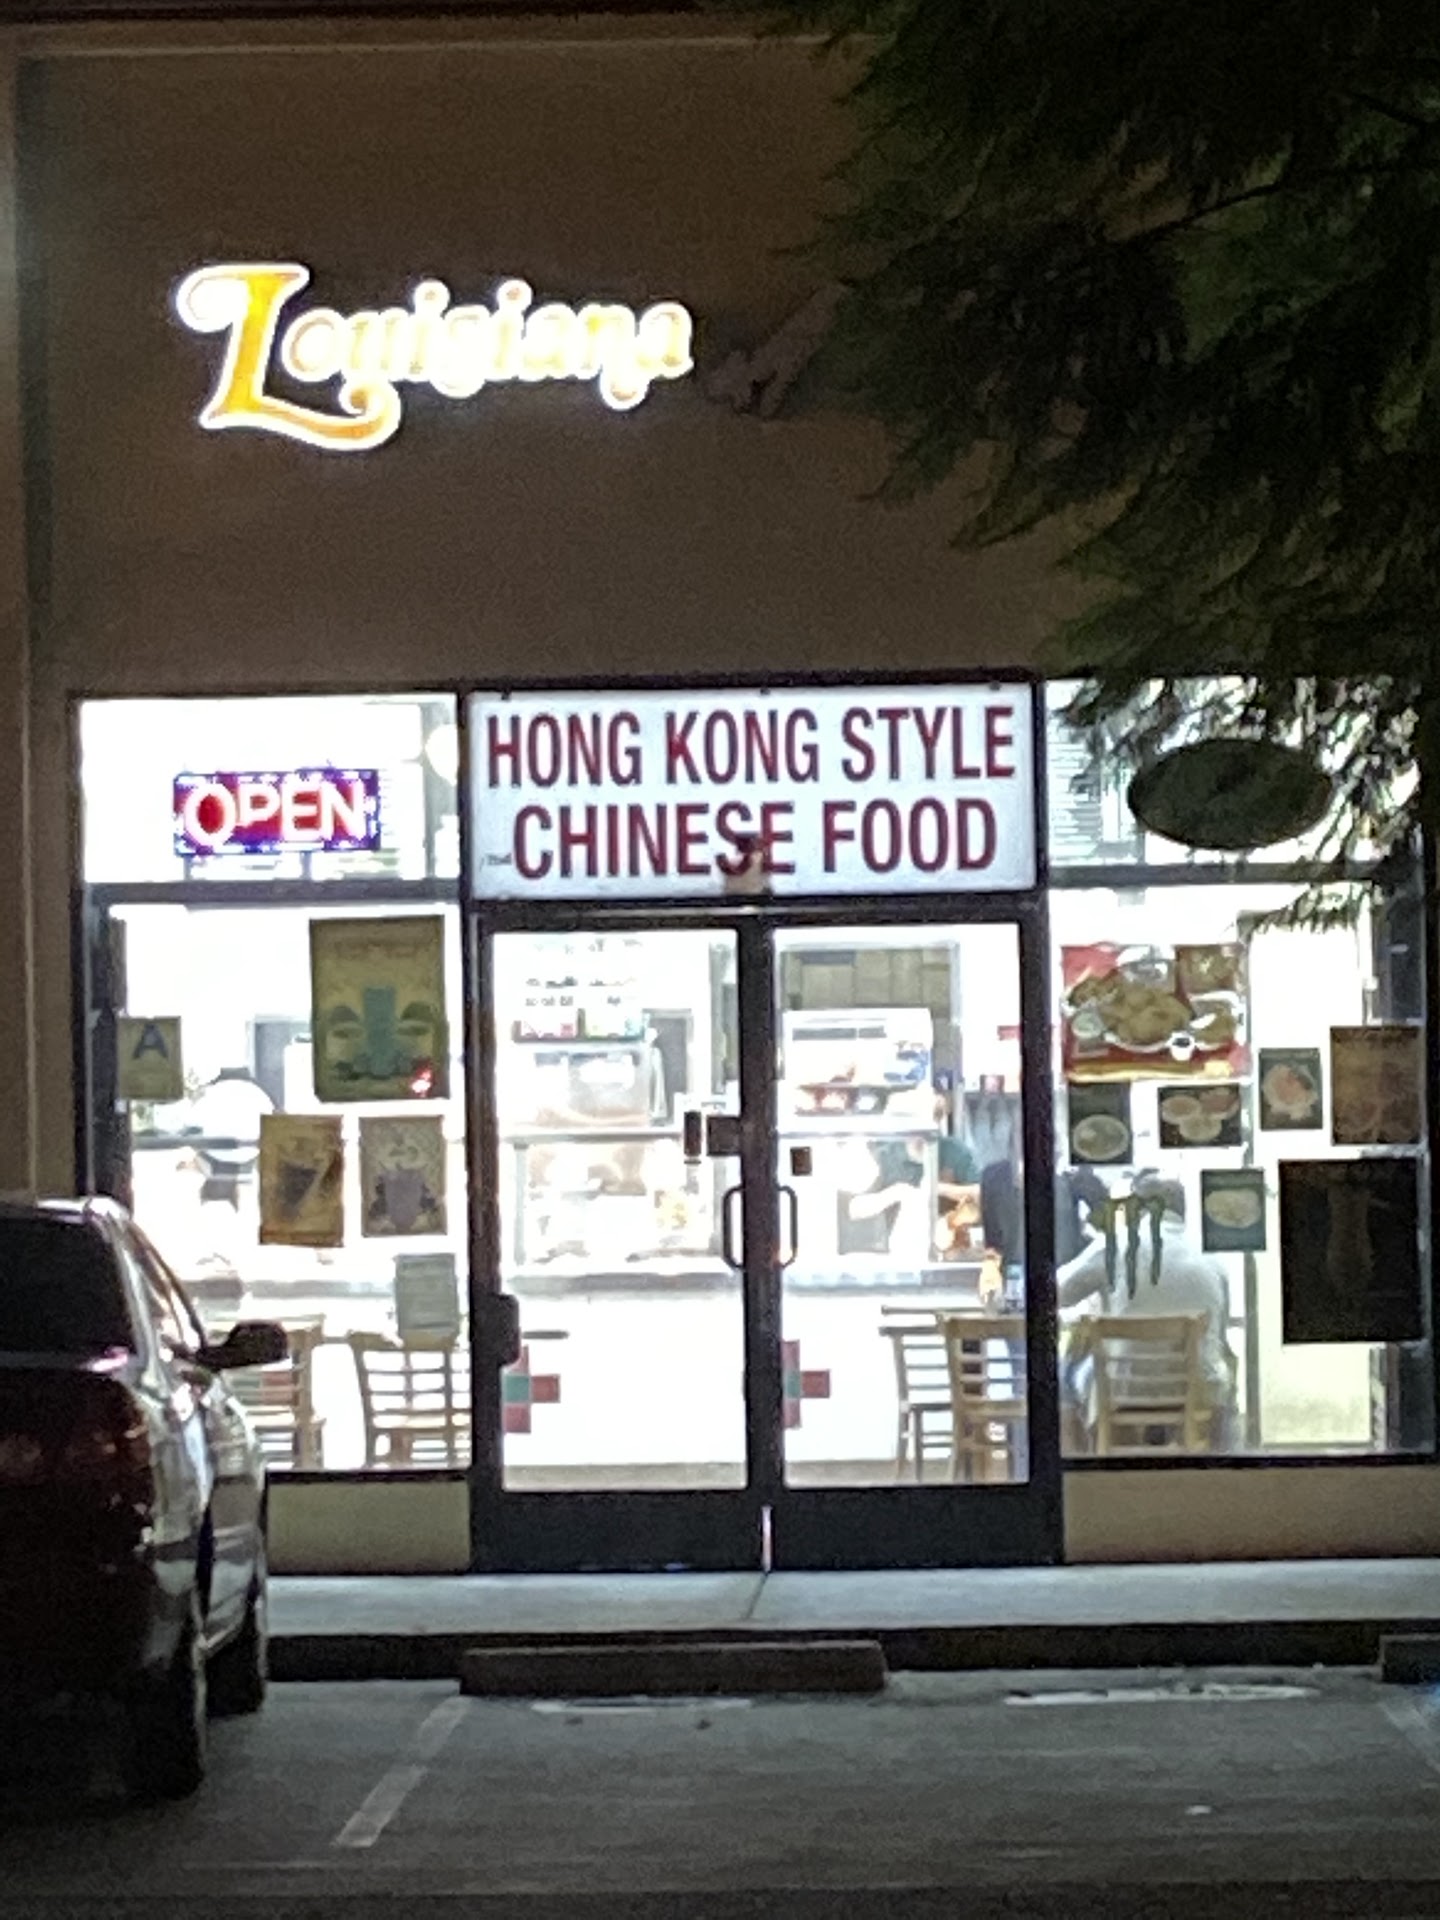 Louisiana
OPEN
HONG KONG STYLE
CHINESE FOOD
A